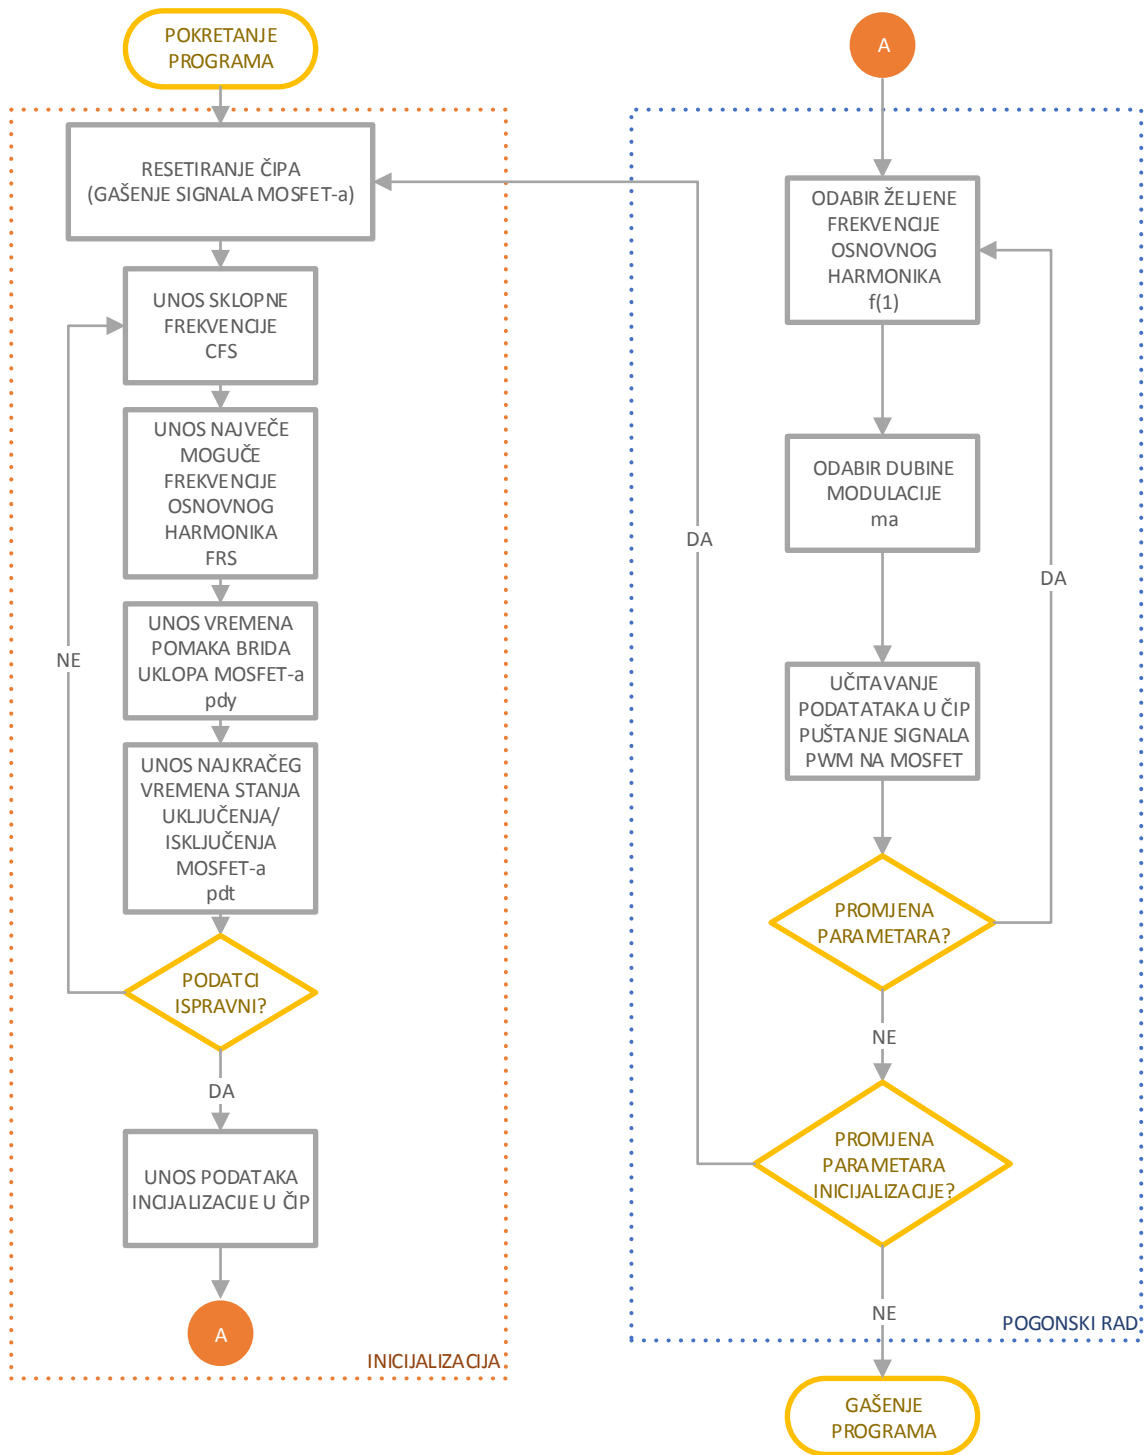 POKRETANJE
PROGRAMA
RESETIRANJE ČIPA
(GAŠENJE SIGNALA MOSFET-a)
UNOS SKLOPNE
FREKVENCIJE
CFS
UNOS NAJVEČE
MOGUČE
FREKVENCIJE
OSNOVNOG
HARMONIKA
FRS
UNOS VREMENA
POMAKA BRIDA
UKLOPA MOSFET-a
pdy
NE
UNOS NAJKRAČEG
VREMENA STANJA
UKLJUČENJA/
ISKLJUČENJA
MOSFET-a
pdt
PODATCI
ISPRAVNI?
DA
UNOS PODATAKA
INCIJALIZACIJE U ČIP
A
INICIJALIZACIJA
A
ODABIR ŽELJENE
FREKVENCIJE
OSNOVNOG
HARMONIKA
f(1)
ODABIR DUBINE
MODULACIJE
ma
DA
DA
UČITAVANJE
PODATATAKA U ČIP
PUŠTANJE SIGNALA
PWM NA MOSFET
PROMJENA
PARAMETARA?
NE
PROMJENA
PARAMETARA
INICIJALIZACIJE?
NE
POGONSKI RAD
GAŠENJE
PROGRAMA